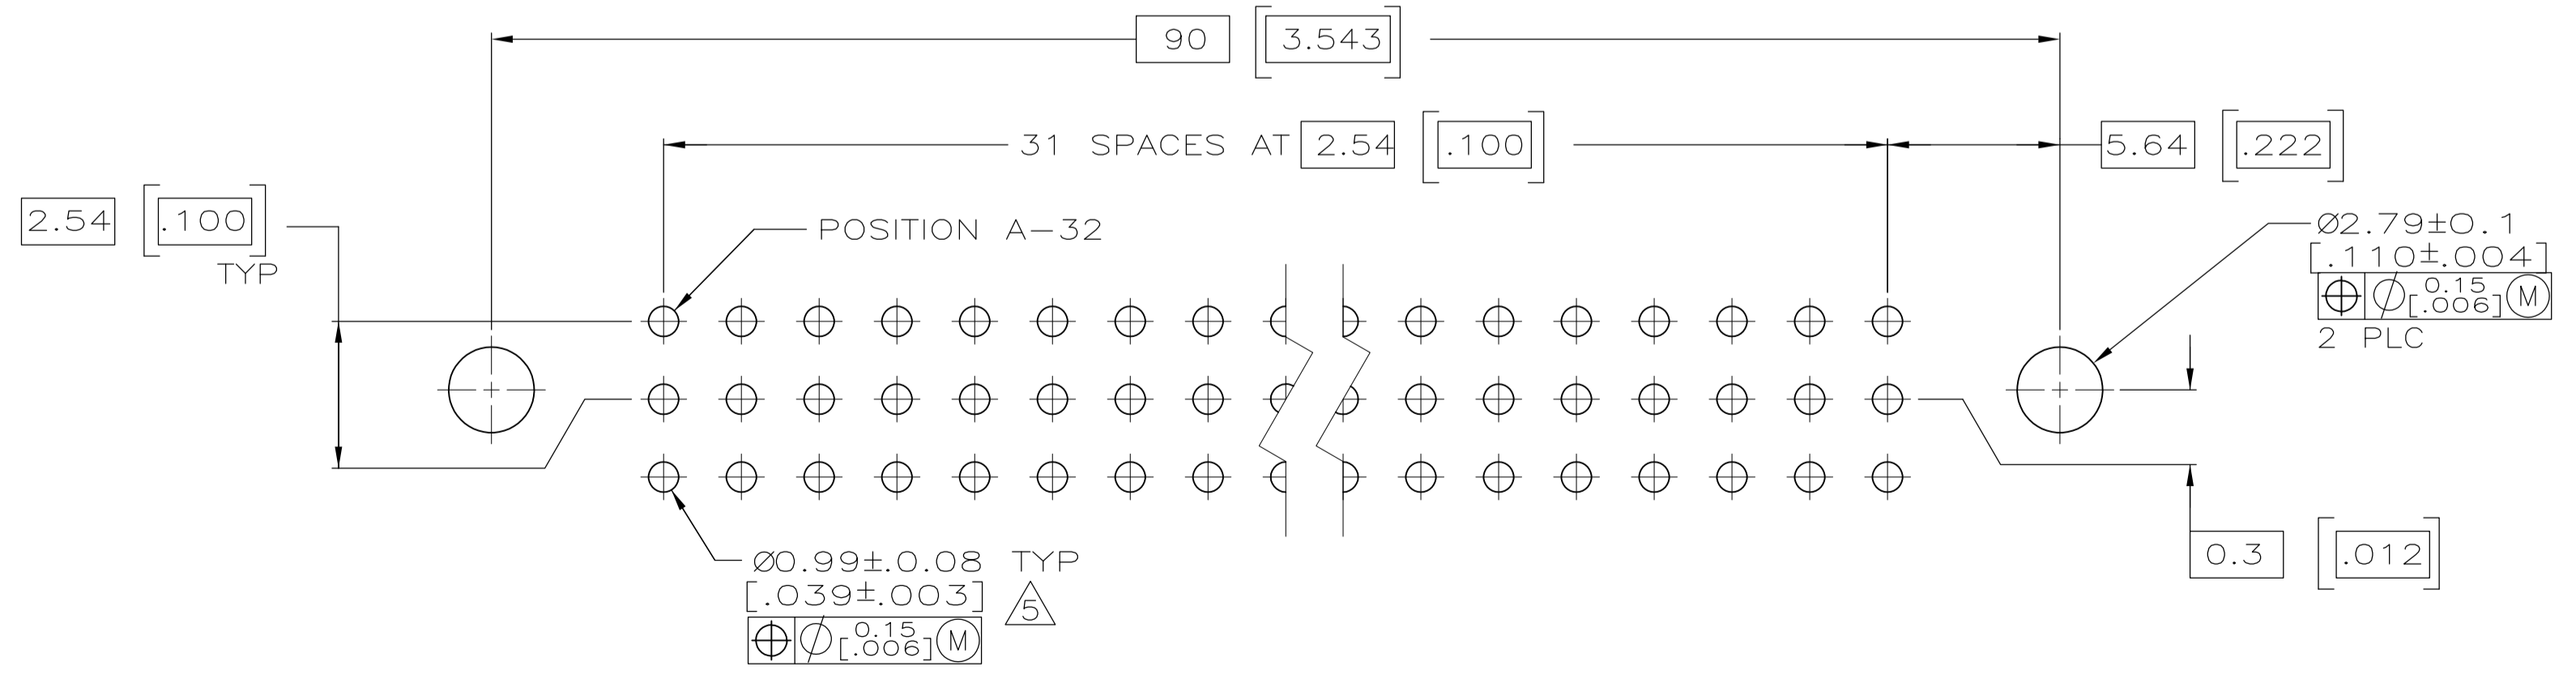 90 [3.543]
31 SPACES AT 2.54 [.100]
5.64 [.222]
2.54 [.100]
TYP
POSITION A-32
Ø2.79±0.1
[.110±.004]
⌖ Ø 0.15 [.006] Ⓜ
2 PLC
0.3 [.012]
Ø0.99±0.08 TYP
[.039±.003] 5
⌖ Ø 0.15 [.006] Ⓜ